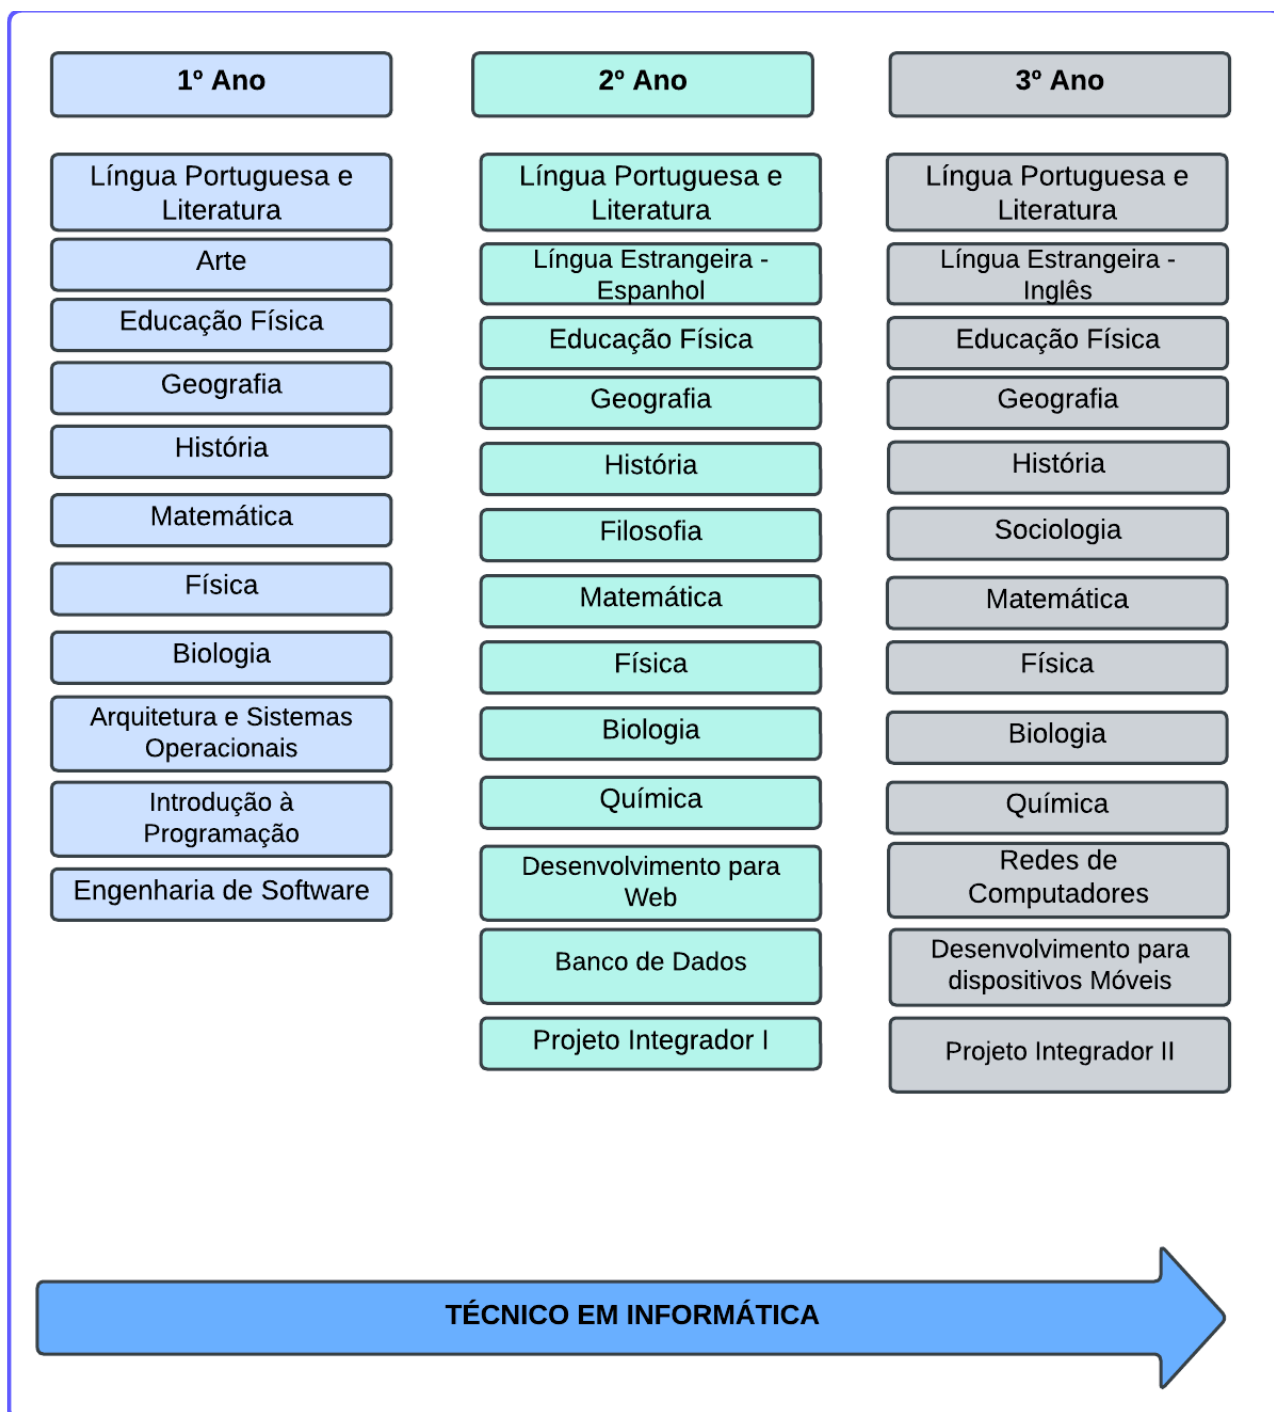 1º Ano
Língua Portuguesa e
Literatura
Arte
Educação Física
Geografia
História
Matemática
Física
Biologia
Arquitetura e Sistemas
Operacionais
Introdução à
Programação
Engenharia de Software
2º Ano
Língua Portuguesa e
Literatura
Língua Estrangeira -
Espanhol
Educação Física
Geografia
História
Filosofia
Matemática
Física
Biologia
Química
Desenvolvimento para
Web
Banco de Dados
Projeto Integrador I
3º Ano
Língua Portuguesa e
Literatura
Língua Estrangeira -
Inglês
Educação Física
Geografia
História
Sociologia
Matemática
Física
Biologia
Química
Redes de
Computadores
Desenvolvimento para
dispositivos Móveis
Projeto Integrador II
TÉCNICO EM INFORMÁTICA